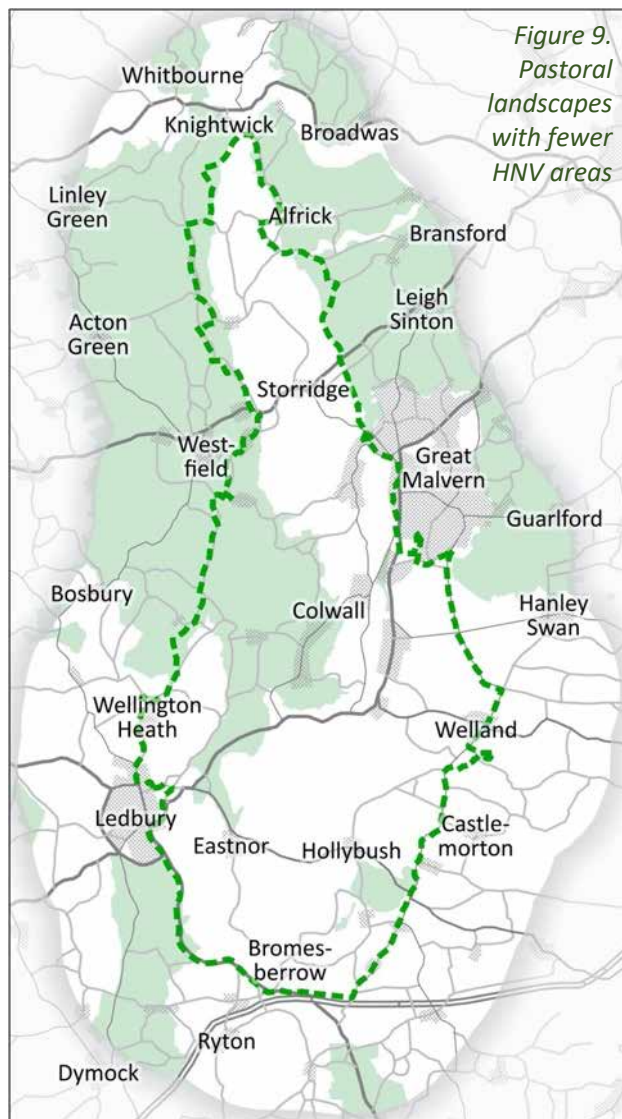 Figure 9.
Pastoral
landscapes
with fewer
HNV areas
Whitbourne
Knightwick
Broadwas
Linley
Green
Alfrick
Bransford
Leigh
Sinton
Acton
Green
Storridge
West-
field
Great
Malvern
Guarlford
Bosbury
Colwall
Hanley
Swan
Wellington
Heath
Welland
Ledbury
Eastnor
Hollybush
Castle-
morton
Bromes-
berrow
Ryton
Dymock